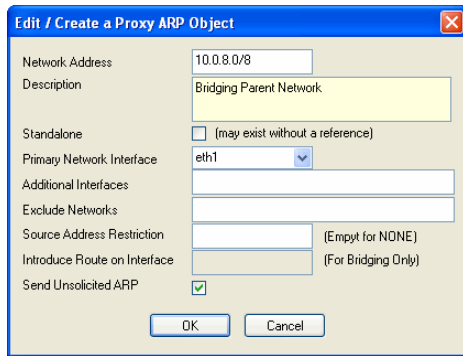 Edit / Create a Proxy ARP Object
Network Address 10.0.8.0/8
Description Bridging Parent Network
Standalone (may exist without a reference)
Primary Network Interface eth1
Additional Interfaces
Exclude Networks
Source Address Restriction (Empyt for NONE)
Introduce Route on Interface (For Bridging Only)
Send Unsolicited ARP
OK Cancel